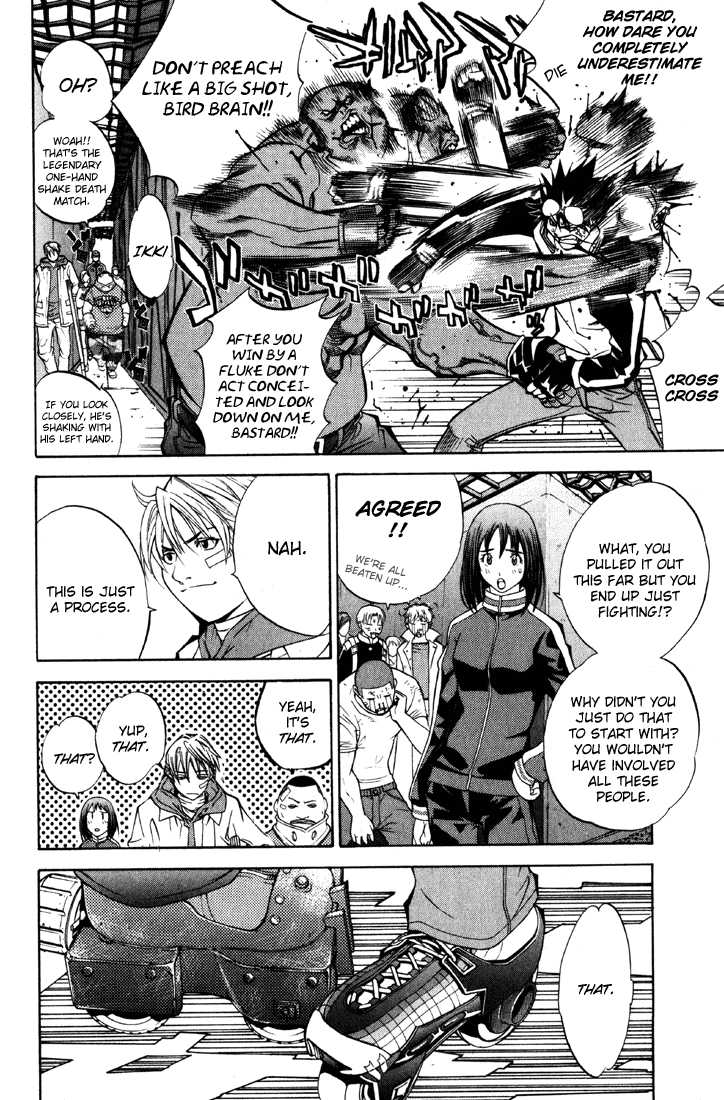 BASTARD,
HOW DARE YOU
COMPLETELY
UNDERESTIMATE
ME!!
DIE
DON'T PREACH
LIKE A BIG SHOT,
BIRD BRAIN!!
OH?
WOAH!!
THAT'S THE
LEGENDARY
ONE-HAND
SHAKE DEATH
MATCH.
IKKI
AFTER YOU
WIN BY A
FLUKE DON'T
ACT CONCEI-
TED AND LOOK
DOWN ON ME,
BASTARD!!
CROSS
CROSS
IF YOU LOOK
CLOSELY, HE'S
SHAKING WITH
HIS LEFT HAND.
WHAT, YOU
PULLED IT OUT
THIS FAR BUT YOU
END UP JUST
FIGHTING!?
AGREED
!!
WE'RE ALL
BEATEN UP...
WHY DIDN'T YOU
JUST DO THAT
TO START WITH?
YOU WOULDN'T
HAVE INVOLVED
ALL THESE
PEOPLE.
NAH.
THIS IS JUST
A PROCESS.
YEAH,
IT'S
THAT.
YUP,
THAT.
THAT?
THAT.